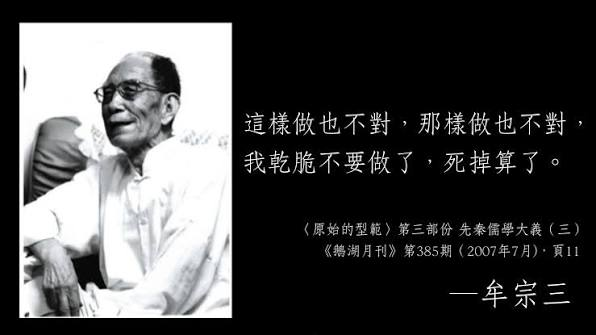 這樣做也不對，那樣做也不對，
我乾脆不要做了，死掉算了。
〈原始的型範〉第三部份 先秦儒學大義（三）
《鵝湖月刊》第385期（2007年7月)，頁11
—牟宗三